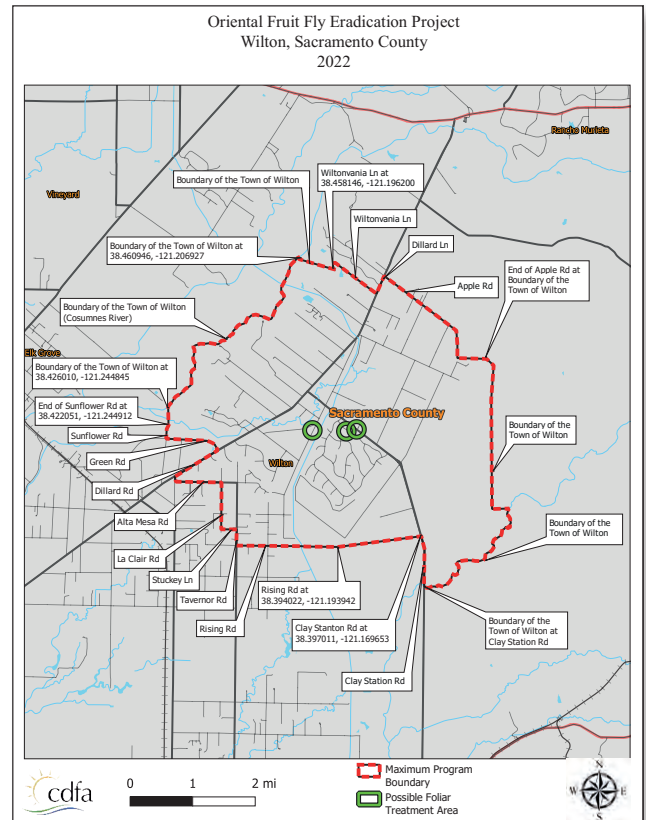 Oriental Fruit Fly Eradication Project
Wilton, Sacramento County
2022
Rancho Murieta
Vineyard
Boundary of the Town of Wilton
Wiltonvania Ln at
38.458146, -121.196200
Wiltonvania Ln
Boundary of the Town of Wilton at
38.460946, -121.206927
Dillard Ln
Apple Rd
End of Apple Rd at
Boundary of the
Town of Wilton
Boundary of the Town of Wilton
(Cosumnes River)
Elk Grove
Boundary of the Town of Wilton at
38.426010, -121.244845
End of Sunflower Rd at
38.422051, -121.244912
Sunflower Rd
Green Rd
Dillard Rd
Sacramento County
Wilton
Boundary of the
Town of Wilton
Alta Mesa Rd
La Clair Rd
Stuckey Ln
Tavernor Rd
Rising Rd
Rising Rd at
38.394022, -121.193942
Clay Stanton Rd at
38.397011, -121.169653
Clay Station Rd
Boundary of the
Town of Wilton
Boundary of the
Town of Wilton at
Clay Station Rd
cdfa
0 1 2 mi
Maximum Program
Boundary
Possible Foliar
Treatment Area
N
W E
S